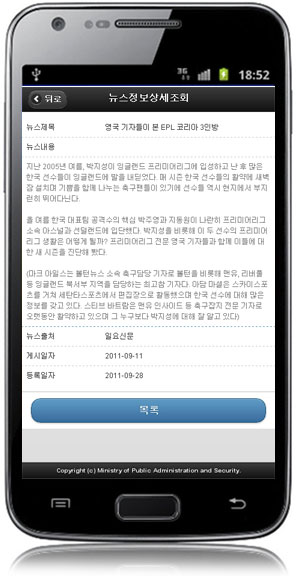 3G 18:52
뒤로 뉴스정보상세조회
뉴스제목 영국 기자들이 본 EPL 코리아 3인방
뉴스내용
지난 2005년 여름, 박지성이 잉글랜드 프리미어리그에 입성하고 난 후 많은
한국 선수들이 잉글랜드에 발을 내딛었다. 매 시즌 한국 선수들의 활약에 새벽
잠 설치며 기쁨을 함께 나누는 축구팬들이 있기에 선수들 역시 현지에서 부지
런히 뛰어다닌다.
올 여름 한국 대표팀 공격수의 핵심 박주영과 지동원이 나란히 프리미어리그
소속 아스널과 선덜랜드에 입단했다. 박지성을 비롯해 이 두 선수의 프리미어
리그 생활은 어떻게 될까? 프리미어리그 전문 영국 기자들과 함께 이들에 대
한 새 시즌을 진단해 봤다.
(마크 아일스는 볼턴뉴스 소속 축구담당 기자로 볼턴을 비롯해 맨유, 리버풀
등 잉글랜드 북서부 지역을 담당하는 최고참 기자다. 아담 마셜은 스카이스포
츠를 거쳐 세탄타스포츠에서 편집장으로 활동했으며 한국 선수에 대해 많은
정보를 갖고 있다. 스티브 바트람은 맨유 인사이드 등 축구잡지 전문 기자로
오랫동안 활약하고 있으며 그 누구보다 박지성에 대해 잘 알고 있다)
뉴스출처 일요신문
게시일자 2011-09-11
등록일자 2011-09-28
목록
Copyright (c) Ministry of Public Administration and Security.